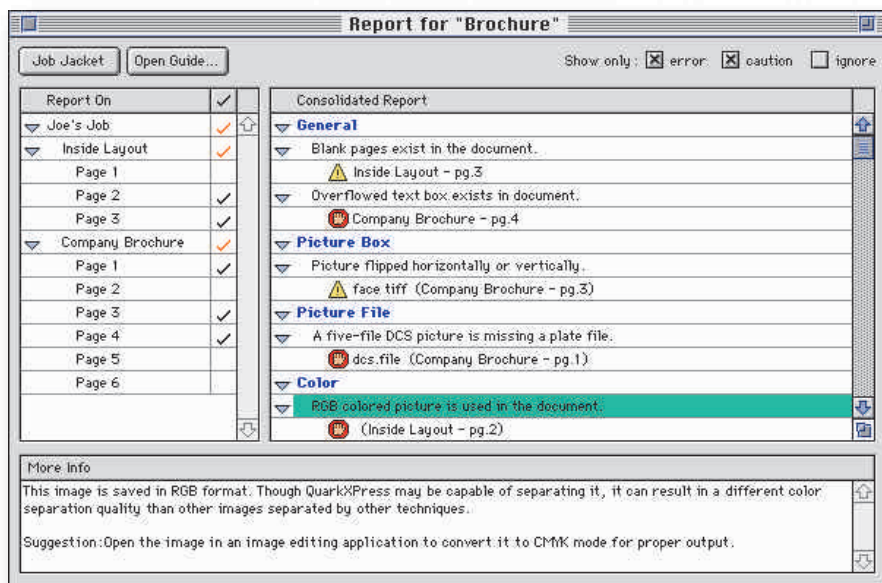 Report for "Brochure"
Job Jacket
Open Guide...
Show only : error caution ignore
Report On
Joe's Job
Inside Layout
Page 1
Page 2
Page 3
Company Brochure
Page 1
Page 2
Page 3
Page 4
Page 5
Page 6
Consolidated Report
General
Blank pages exist in the document.
Inside Layout - pg.3
Overflowed text box exists in document.
Company Brochure - pg.4
Picture Box
Picture flipped horizontally or vertically.
face tiff (Company Brochure - pg.3)
Picture File
A five-file DCS picture is missing a plate file.
dcs.file (Company Brochure - pg.1)
Color
RGB colored picture is used in the document.
(Inside Layout - pg.2)
More Info
This image is saved in RGB format. Though QuarkXPress may be capable of separating it, it can result in a different color
separation quality than other images separated by other techniques.
Suggestion:Open the image in an image editing application to convert it to CMYK mode for proper output.